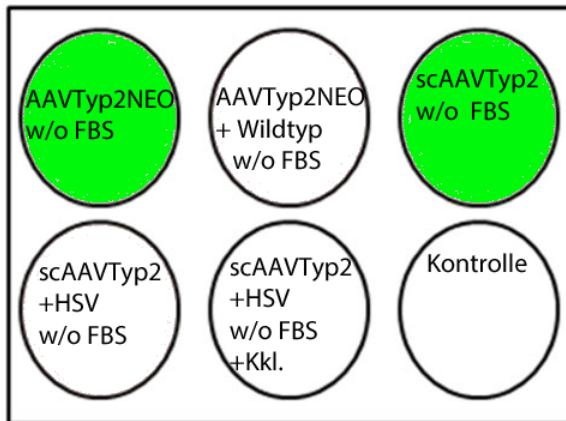 AAVTyp2NEO
w/o FBS
AAVTyp2NEO
+ Wildtyp
w/o FBS
scAAVTyp2
w/o FBS
scAAVTyp2
+HSV
w/o FBS
scAAVTyp2
+HSV
w/o FBS
+Kkl.
Kontrolle